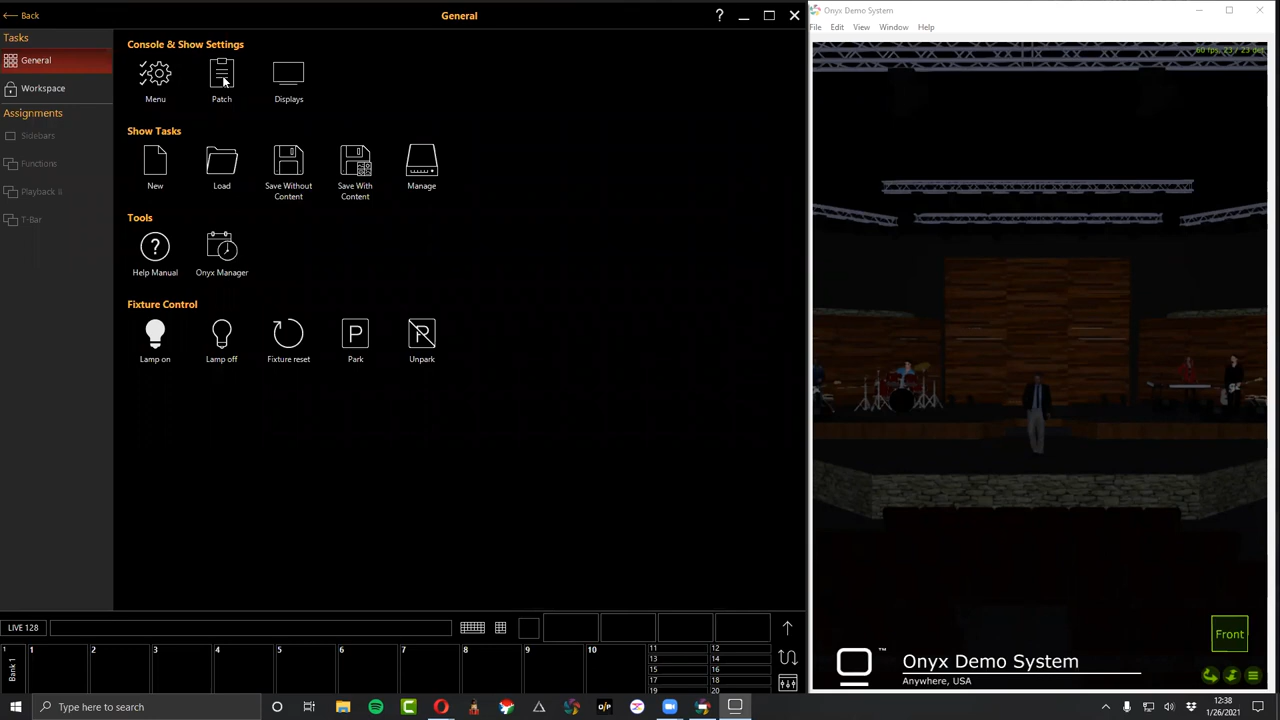 Back
General
?
Onyx Demo System
Tasks
General
Workspace
Assignments
Sidebars
Functions
Playback II
T-Bar
Console & Show Settings
Menu
Patch
Displays
Show Tasks
New
Load
Save Without
Content
Save With
Content
Manage
Tools
Help Manual
Onyx Manager
Fixture Control
Lamp on
Lamp off
Fixture reset
P
Park
R
Unpark
File Edit View Window Help
Front
™
Onyx Demo System
Anywhere, USA
LIVE 128
1
Bank 1
1 2 3 4 5 6 7 8 9 10
11 12
13 14
15 16
17 18
19 20
Type here to search
O/P
12:38
1/26/2021